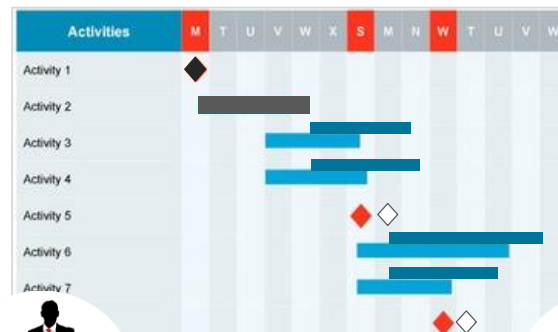 Activities M T U V W X S M N W T U V W
Activity 1
Activity 2
Activity 3
Activity 4
Activity 5
Activity 6
Activity 7